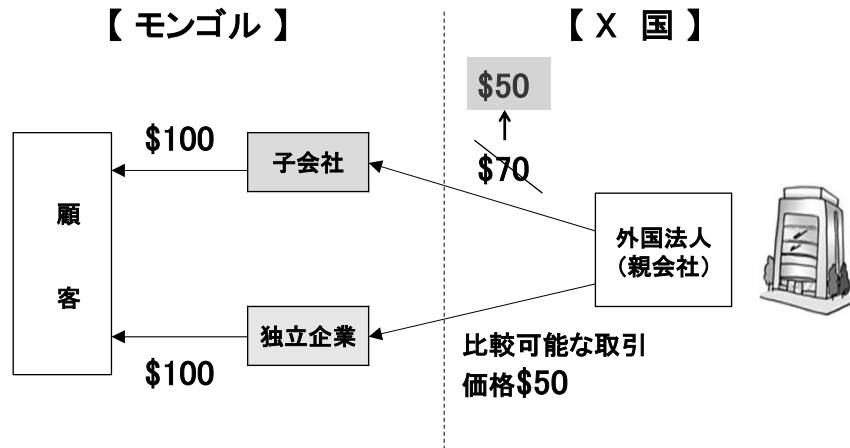 【 モンゴル 】
【 X 国 】
$50
$70
$100
子会社
顧
客
外国法人
(親会社)
独立企業
$100
比較可能な取引
価格$50